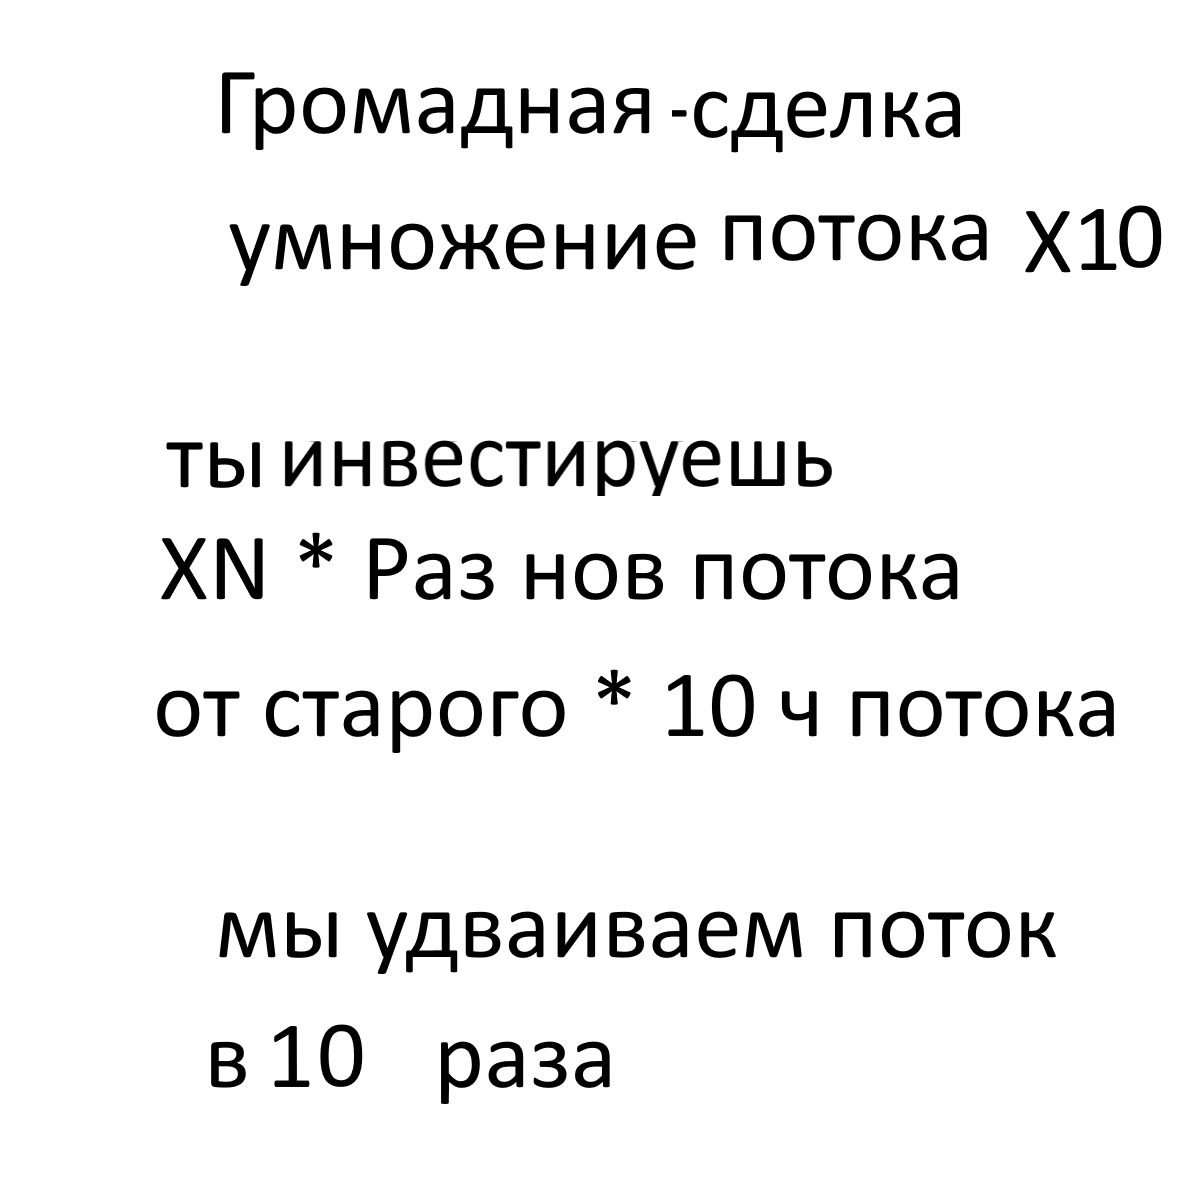 Громадная -сделка
умножение потока X10
ты инвестируешь
XN * Раз нов потока
от старого * 10 ч потока
мы удваиваем поток
в 10 раза